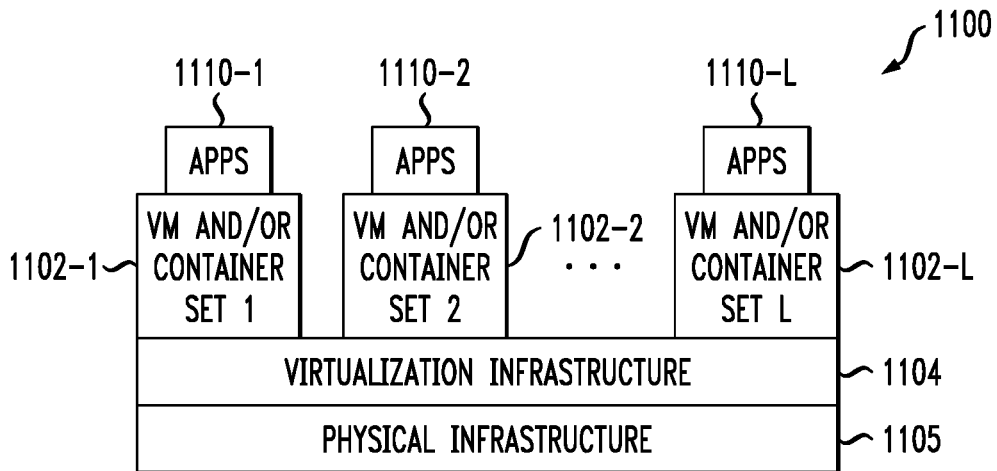 1100
1110-1 1110-2 1110-L
APPS APPS APPS
VM AND/OR VM AND/OR VM AND/OR
1102-1 CONTAINER CONTAINER 1102-2 ... CONTAINER 1102-L
SET 1 SET 2 SET L
VIRTUALIZATION INFRASTRUCTURE 1104
PHYSICAL INFRASTRUCTURE 1105